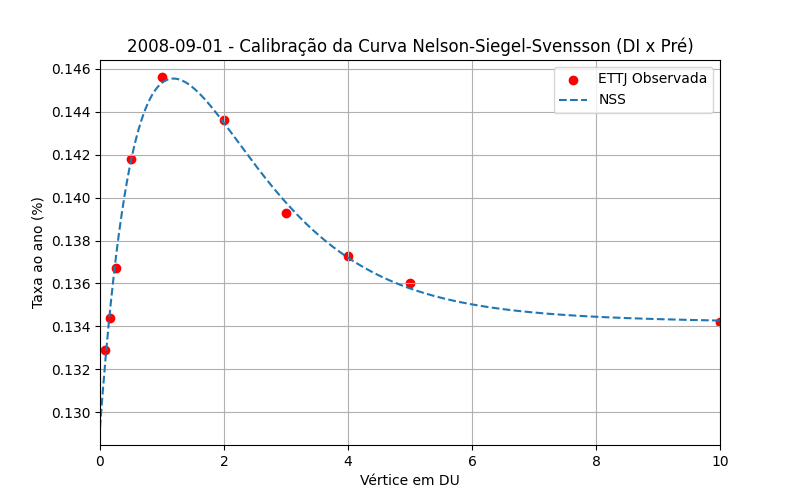 2008-09-01 - Calibração da Curva Nelson-Siegel-Svensson (DI x Pré)
ETTJ Observada
NSS
Taxa ao ano (%)
0.146
0.144
0.142
0.140
0.138
0.136
0.134
0.132
0.130
0 2 4 6 8 10
Vértice em DU